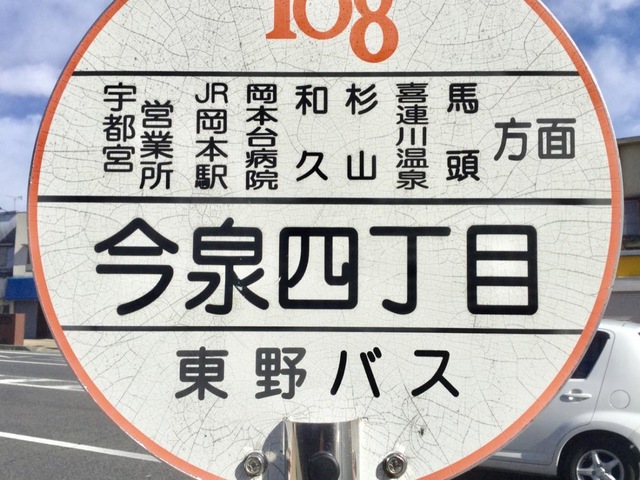 108
馬頭
喜連川温泉
杉山
和久
岡本台病院
JR岡本駅
宇都宮営業所
方面
今泉四丁目
東野バス